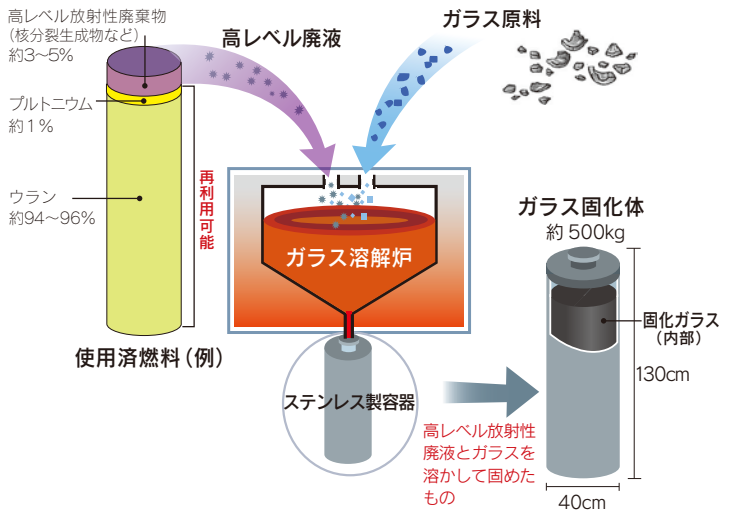 高レベル放射性廃棄物
（核分裂生成物など）
約3～5%
プルトニウム
約1%
ウラン
約94～96%
再利用可能
使用済燃料（例）
高レベル廃液
ガラス原料
ガラス溶解炉
ステンレス製容器
高レベル放射性
廃液とガラスを
溶かして固めた
もの
ガラス固化体
約500kg
固化ガラス
（内部）
130cm
40cm